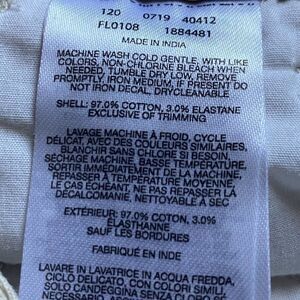 120 0719 40412
FL0108 1884481
MADE IN INDIA
MACHINE WASH COLD GENTLE, WITH LIKE
COLORS, NON-CHLORINE BLEACH WHEN
NEEDED, TUMBLE DRY LOW, REMOVE
PROMPTLY, IRON MEDIUM, IF PRESENT DO
NOT IRON DECAL, DRYCLEANABLE
SHELL: 97.0% COTTON, 3.0% ELASTANE
EXCLUSIVE OF TRIMMING
LAVAGE MACHINE À FROID, CYCLE
DÉLICAT, AVEC DES COULEURS SIMILAIRES,
BLANCHIR SANS CHLORE SI BESOIN,
SÉCHAGE MACHINE BASSE TEMPÉRATURE,
SORTIR IMMÉDIATEMENT DE LA MACHINE,
REPASSER À TEMPÉRATURE MOYENNE,
LE CAS ÉCHÉANT, NE PAS REPASSER LA
DÉCALCOMANIE, NETTOYABLE A SEC
EXTÉRIEUR: 97.0% COTON, 3.0%
ÉLASTHANNE
SAUF LES BORDURES
FABRIQUÉ EN INDE
LAVARE IN LAVATRICE IN ACQUA FREDDA,
CICLO DELICATO, CON COLORI SIMILI,
CANDEGGINA SENZA CLORO